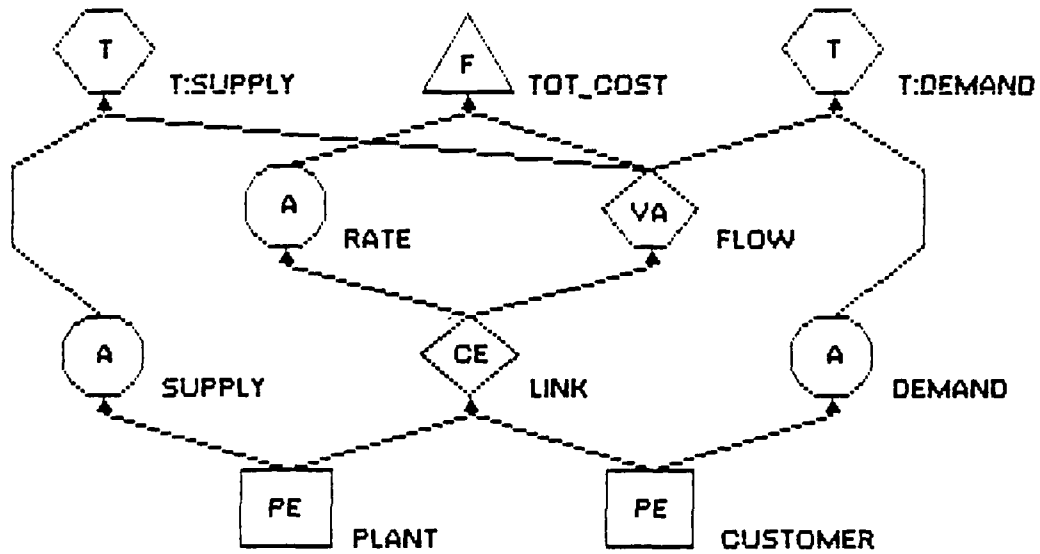 T F T
T:SUPPLY TOT_COST T:DEMAND
A VA
RATE FLOW
A CE A
SUPPLY LINK DEMAND
PE PE
PLANT CUSTOMER